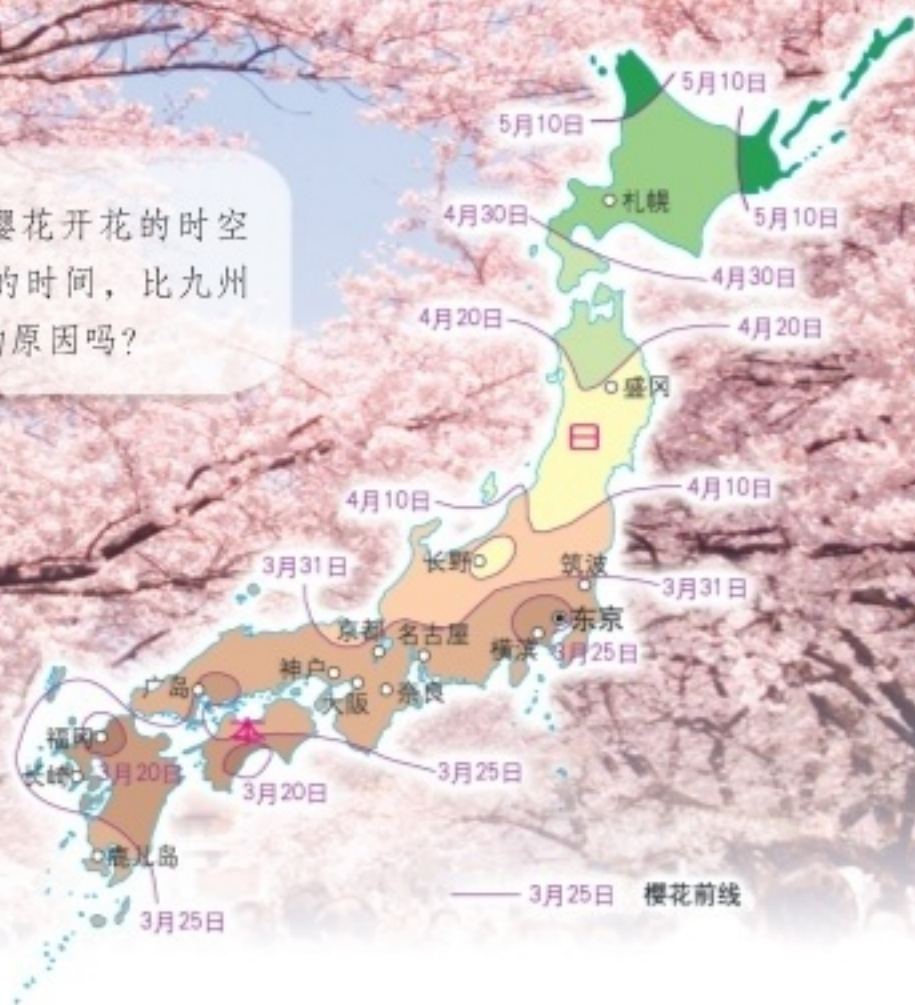 樱花开花的时空
的时间，比九州
原因吗？
5月10日
5月10日
札幌
5月10日
4月30日
4月30日
4月20日
4月20日
盛冈
日
4月10日
4月10日
长野
筑波
3月31日
3月31日
东京
京都
名古屋
横滨
3月25日
神户
广岛
大阪
奈良
本
福冈
长崎
3月20日
3月25日
3月20日
鹿儿岛
3月25日
3月25日 樱花前线